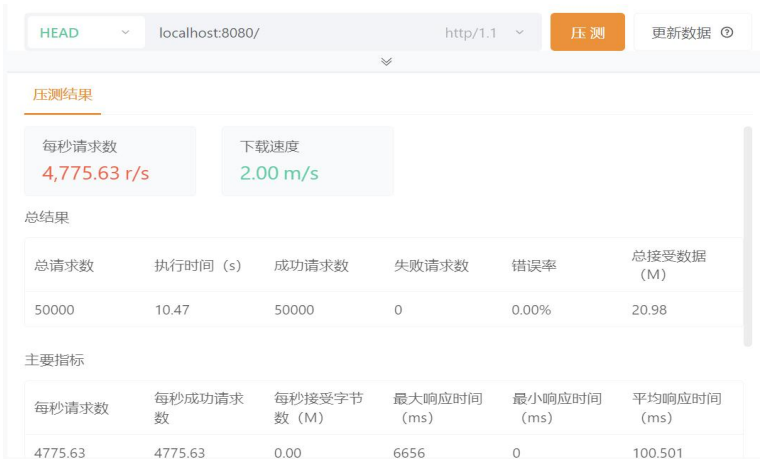 HEAD localhost:8080/ http/1.1 压 测 更新数据
压测结果
每秒请求数 下载速度
4,775.63 r/s 2.00 m/s
总结果
总请求数 执行时间（s） 成功请求数 失败请求数 错误率 总接受数据（M）
50000 10.47 50000 0 0.00% 20.98
主要指标
每秒请求数 每秒成功请求数 每秒接受字节数（M） 最大响应时间（ms） 最小响应时间（ms） 平均响应时间（ms）
4775.63 4775.63 0.00 6656 0 100.501